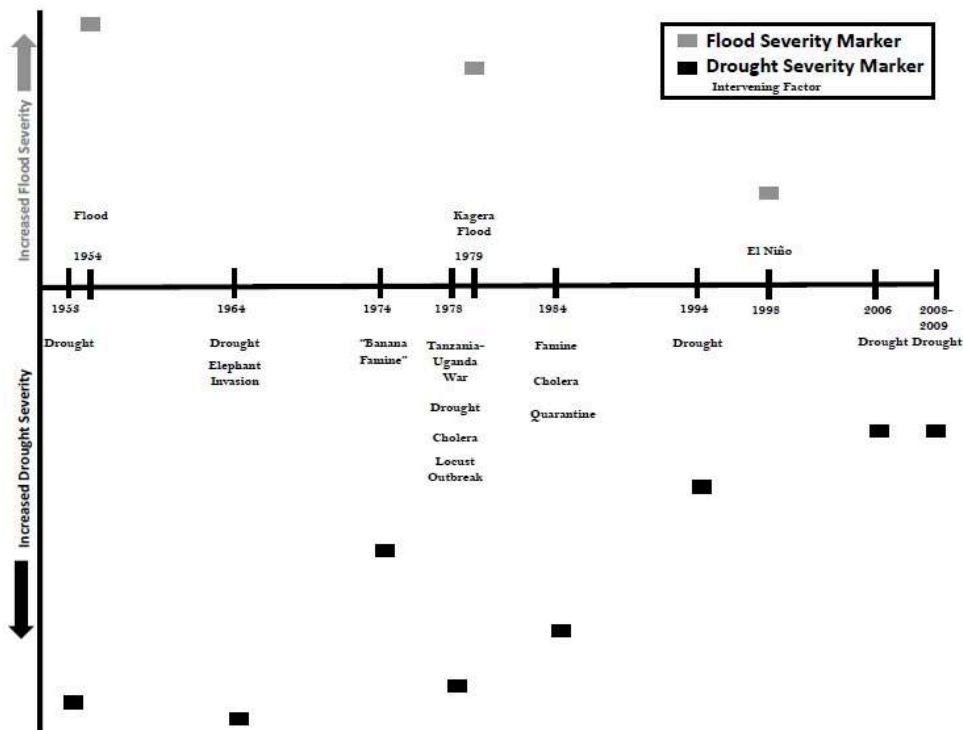 Increased Flood Severity
Increased Drought Severity
Flood Severity Marker
Drought Severity Marker
Intervening Factor
Flood
1954
Kagera
Flood
1979
El Niño
1953
Drought
1964
Drought
Elephant
Invasion
1974
"Banana
Famine"
1978
Tanzania-
Uganda
War
Drought
Cholera
Locust
Outbreak
1984
Famine
Cholera
Quarantine
1994
Drought
1998
2006
Drought
2008-
2009
Drought